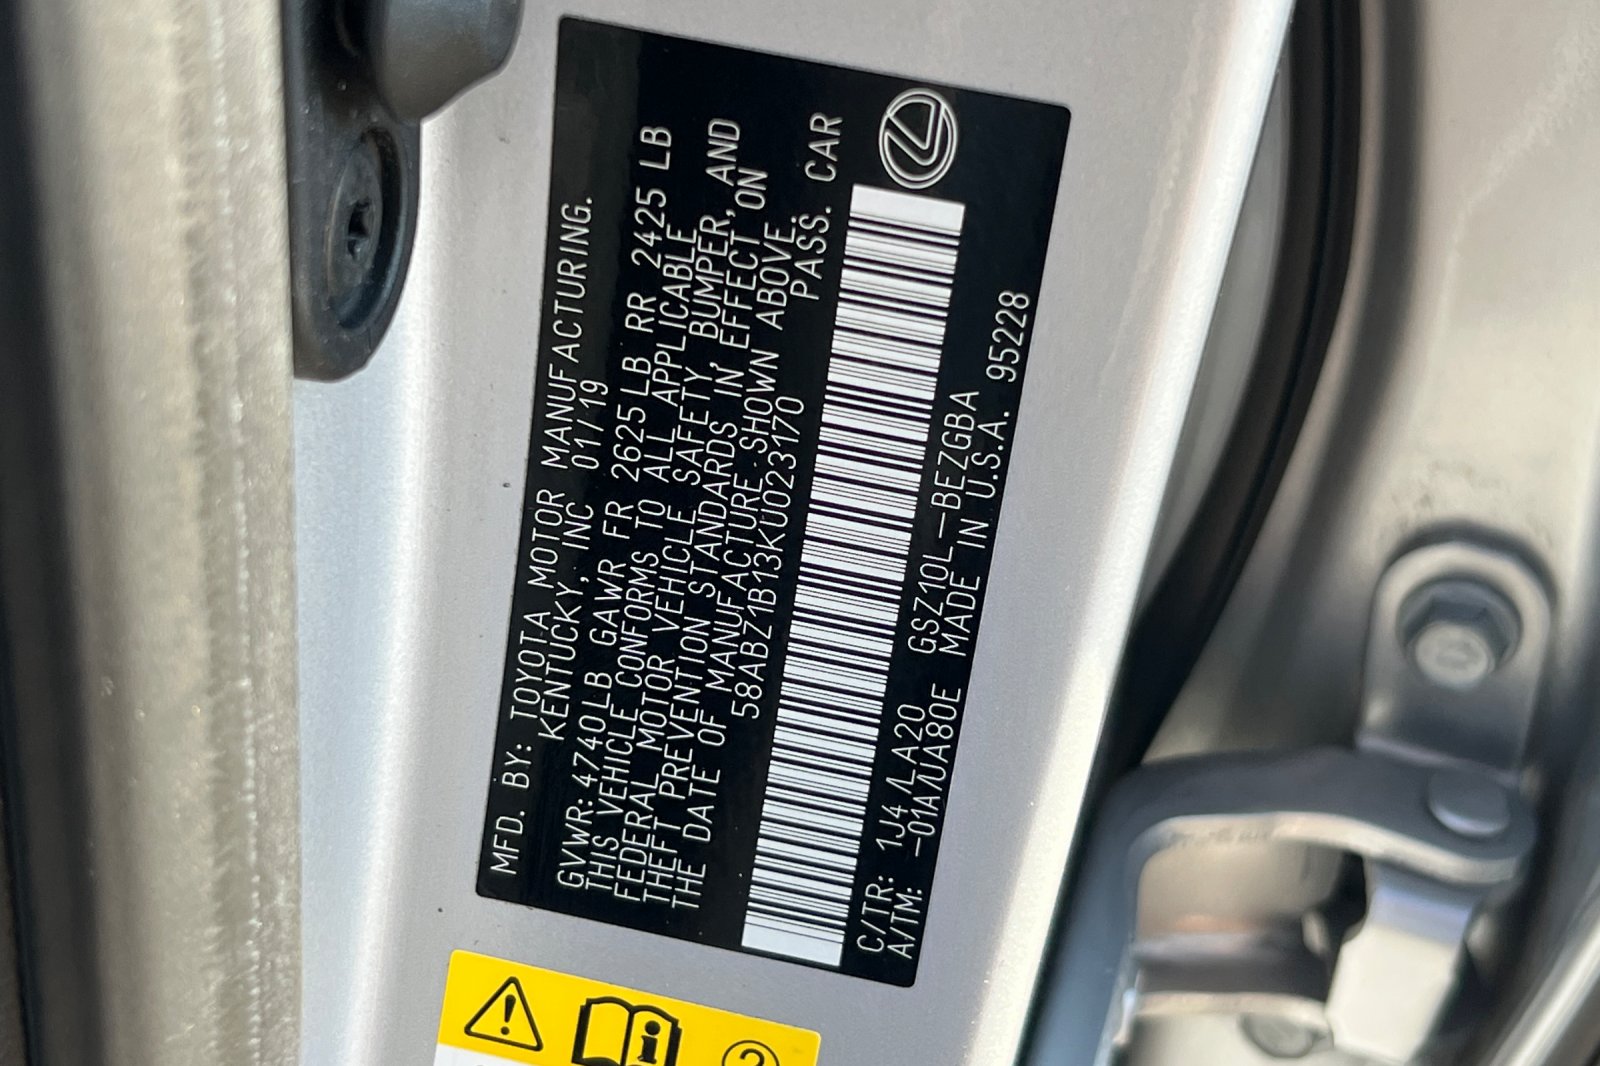 MFD. BY: TOYOTA MOTOR MANUFACTURING.
KENTUCKY, INC 01/19
GVWR: 4740LB GAWR FR 2625LB RR 2425 LB
THIS VEHICLE CONFORMS TO ALL APPLICABLE
FEDERAL MOTOR VEHICLE SAFETY, BUMPER, AND
THEFT PREVENTION STANDARDS IN EFFECT ON
THE DATE OF MANUFACTURE SHOWN ABOVE.
58ABZ1B13KU023170 PASS. CAR
C/TR: 1J4/LA20 GSZ10L-BEZGBA
A/TM: -01A/UA80E MADE IN U.S.A. 95228